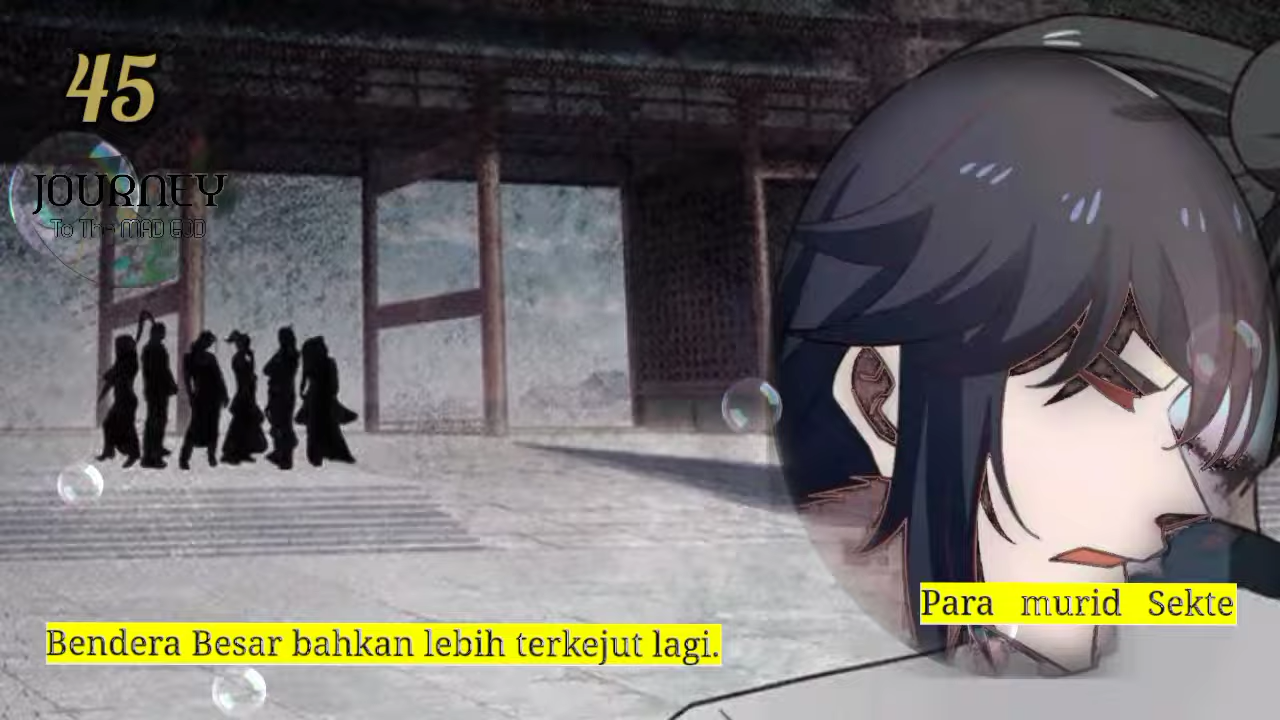 45
JOURNEY
To The MAD GOD
Para murid Sekte
Bendera Besar bahkan lebih terkejut lagi.